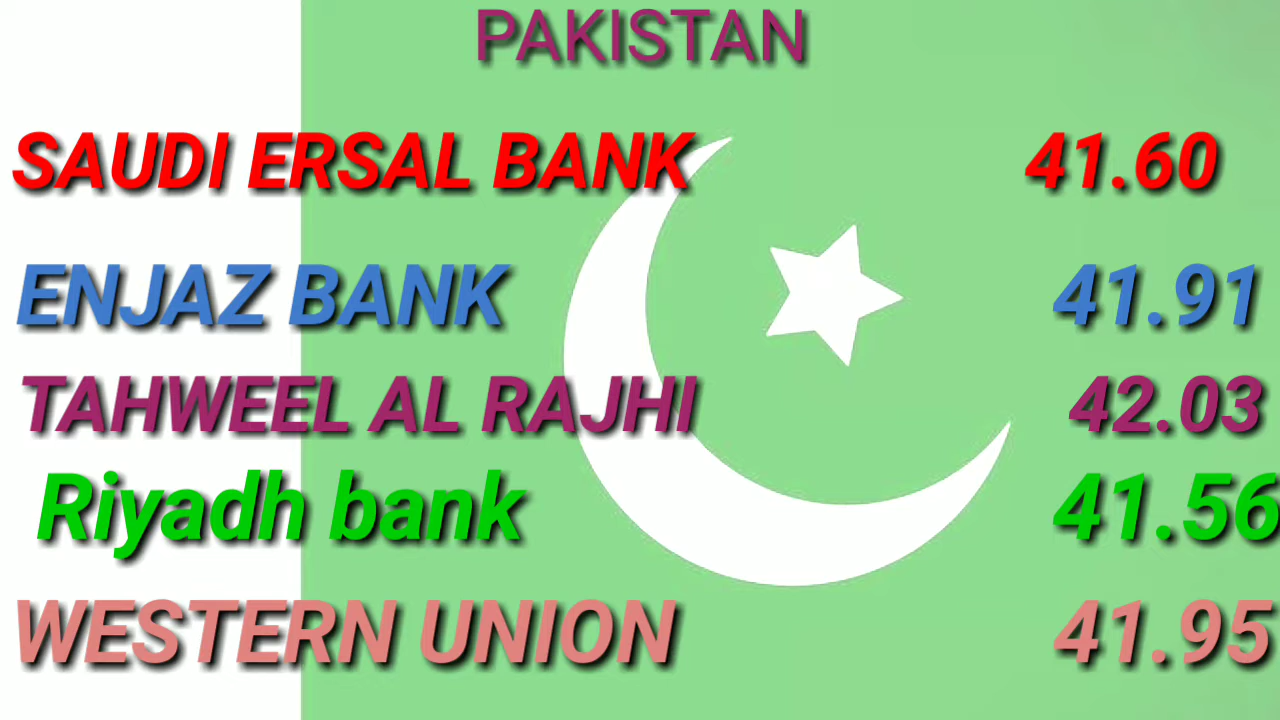 PAKISTAN
SAUDI ERSAL BANK 41.60
ENJAZ BANK 41.91
TAHWEEL AL RAJHI 42.03
Riyadh bank 41.56
WESTERN UNION 41.95